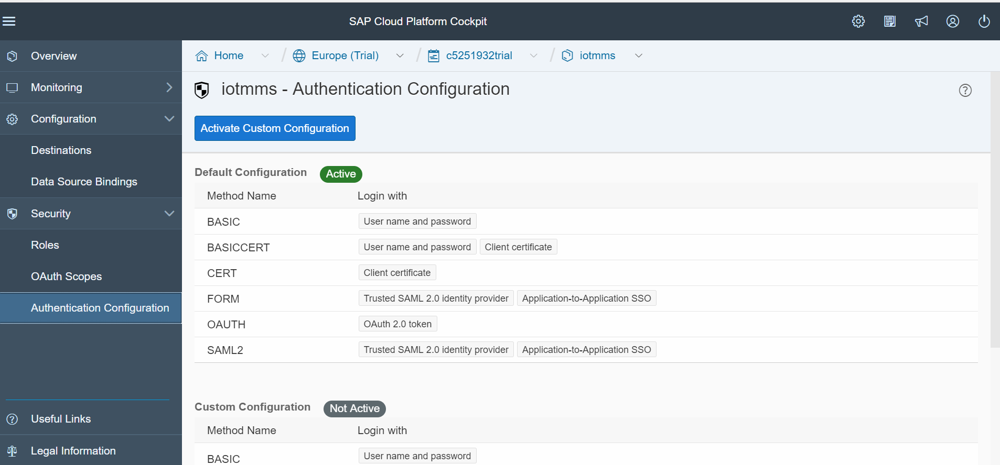 SAP Cloud Platform Cockpit
Overview
Monitoring
Configuration
Destinations
Data Source Bindings
Security
Roles
OAuth Scopes
Authentication Configuration
Useful Links
Legal Information
Home / Europe (Trial) / c5251932trial / iotmms
iotmms - Authentication Configuration
Activate Custom Configuration
Default Configuration Active
Method Name Login with
BASIC User name and password
BASICCERT User name and password Client certificate
CERT Client certificate
FORM Trusted SAML 2.0 identity provider Application-to-Application SSO
OAUTH OAuth 2.0 token
SAML2 Trusted SAML 2.0 identity provider Application-to-Application SSO
Custom Configuration Not Active
Method Name Login with
BASIC User name and password